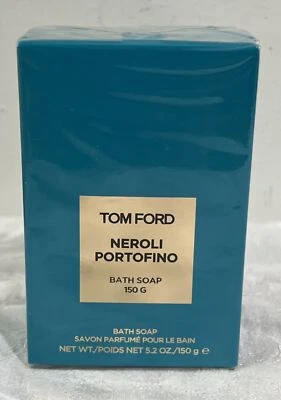 TOM FORD
NEROLI
PORTOFINO
BATH SOAP
150 G
BATH SOAP
SAVON PARFUMÉ POUR LE BAIN
NET WT./POIDS NET 5.2 OZ./150 g ℮